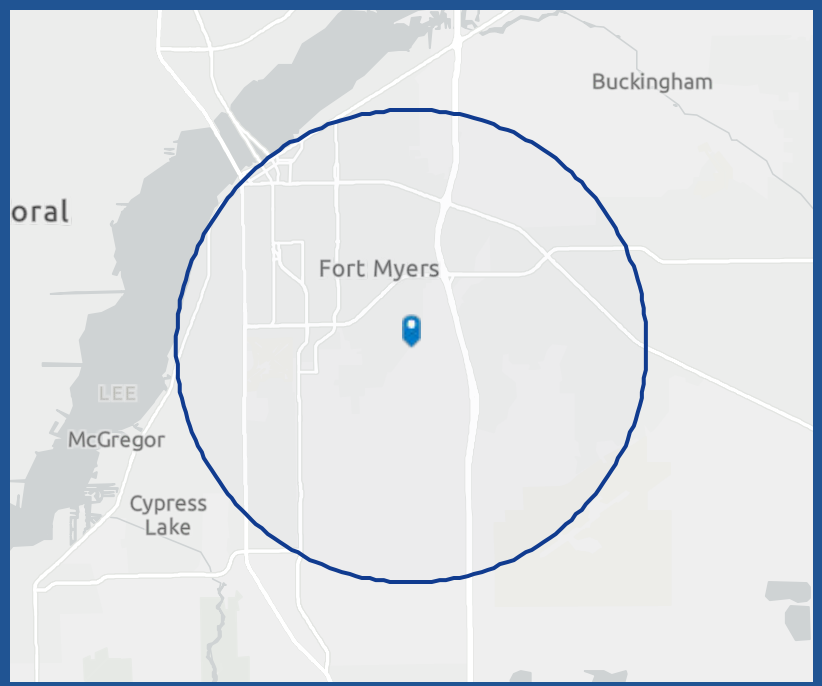 Buckingham
oral
Fort Myers
LEE
McGregor
Cypress
Lake